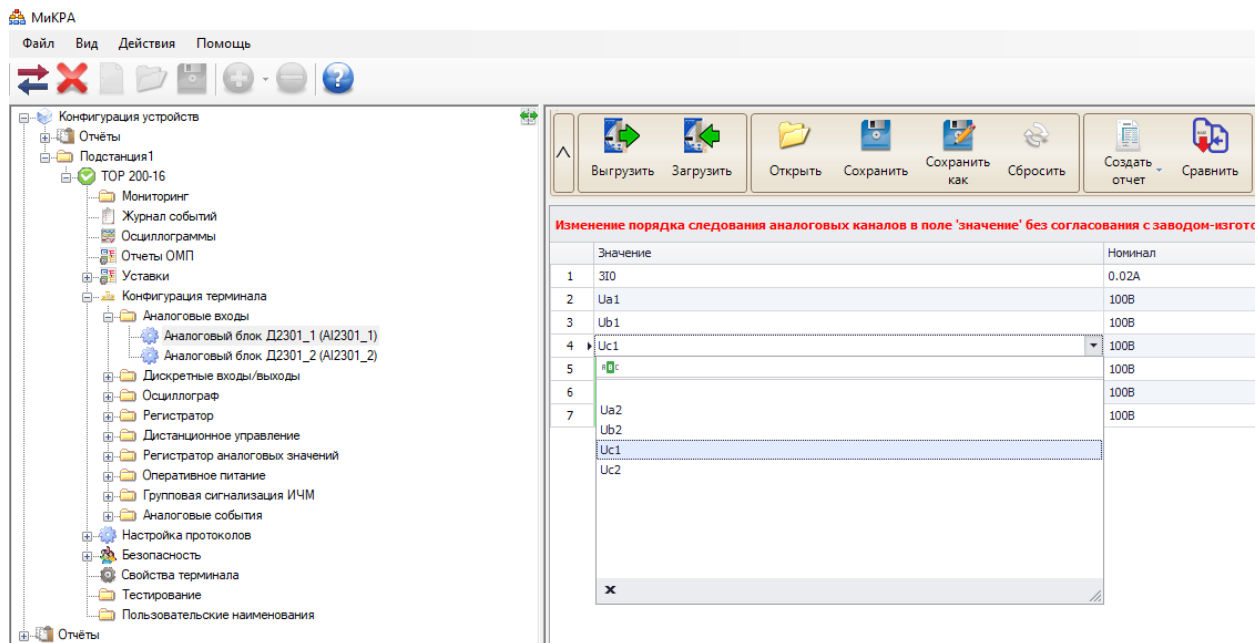 МиКРА
Файл Вид Действия Помощь
Конфигурация устройств
Отчёты
Подстанция1
ТОР 200-16
Мониторинг
Журнал событий
Осциллограммы
Отчеты ОМП
Уставки
Конфигурация терминала
Аналоговые входы
Аналоговый блок Д2301_1 (AI2301_1)
Аналоговый блок Д2301_2 (AI2301_2)
Дискретные входы/выходы
Осциллограф
Регистратор
Дистанционное управление
Регистратор аналоговых значений
Оперативное питание
Групповая сигнализация ИЧМ
Аналоговые события
Настройка протоколов
Безопасность
Свойства терминала
Тестирование
Пользовательские наименования
Отчёты
Выгрузить Загрузить Открыть Сохранить Сохранить как Сбросить Создать отчет Сравнить
Изменение порядка следования аналоговых каналов в поле 'значение' без согласования с заводом-изгото
Значение Номинал
1 3I0 0.02А
2 Ua1 100В
3 Ub1 100В
4 Uc1 100В
5 100В
6 100В
7 100В
Ua2
Ub2
Uc1
Uc2